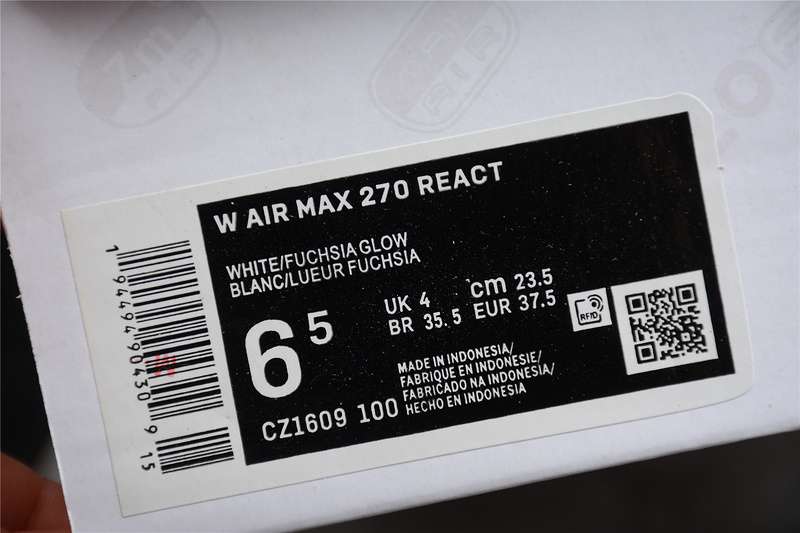 W AIR MAX 270 REACT
WHITE/FUCHSIA GLOW
BLANC/LUEUR FUCHSIA
6 5
UK 4 cm 23.5
BR 35.5 EUR 37.5
RFID
MADE IN INDONESIA/
FABRIQUE EN INDONESIE/
FABRICADO NA INDONESIA/
HECHO EN INDONESIA
CZ1609 100
1 94494 90430 9 15